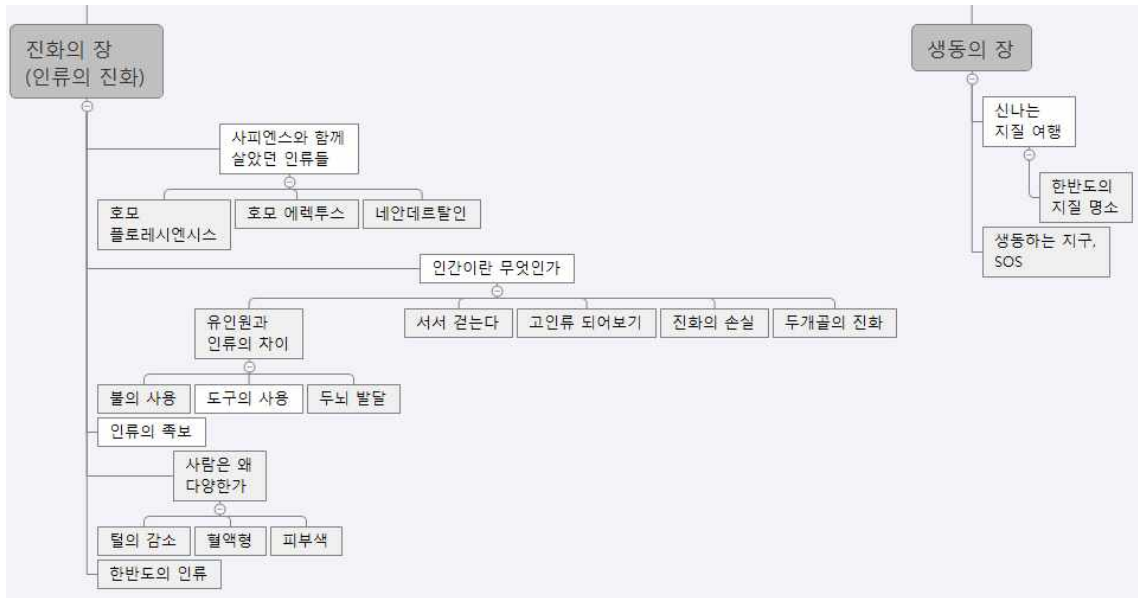 진화의 장
(인류의 진화)
사피엔스와 함께
살았던 인류들
호모
플로레시엔시스
호모 에렉투스
네안데르탈인
인간이란 무엇인가
유인원과
인류의 차이
서서 걷는다
고인류 되어보기
진화의 손실
두개골의 진화
불의 사용
도구의 사용
두뇌 발달
인류의 족보
사람은 왜
다양한가
털의 감소
혈액형
피부색
한반도의 인류
생동의 장
신나는
지질 여행
한반도의
지질 명소
생동하는 지구,
SOS